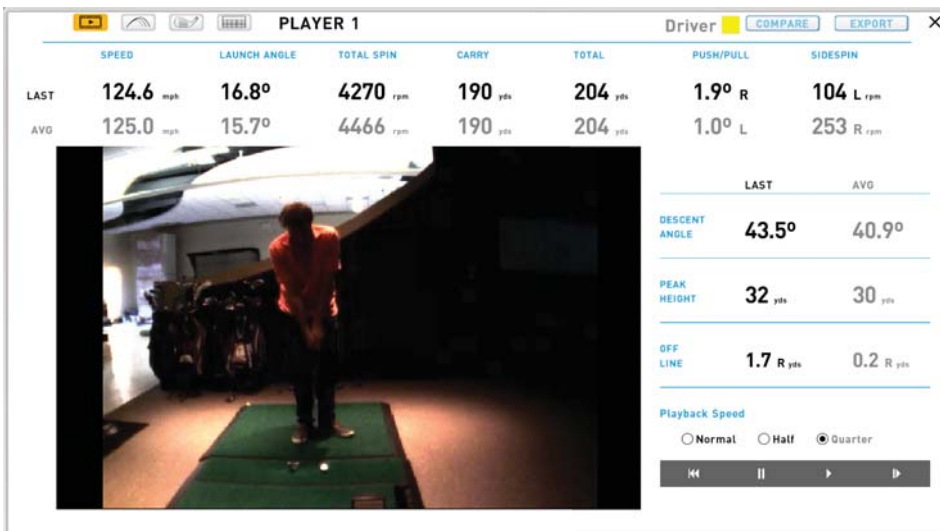 PLAYER 1
Driver COMPARE EXPORT
SPEED LAUNCH ANGLE TOTAL SPIN CARRY TOTAL PUSH/PULL SIDESPIN
LAST 124.6 mph 16.8º 4270 rpm 190 yds 204 yds 1.9º R 104 L rpm
AVG 125.0 mph 15.7º 4466 rpm 190 yds 204 yds 1.0º L 253 R rpm
LAST AVG
DESCENT
ANGLE 43.5º 40.9º
PEAK
HEIGHT 32 yds 30 yds
OFF
LINE 1.7 R yds 0.2 R yds
Playback Speed
Normal Half Quarter